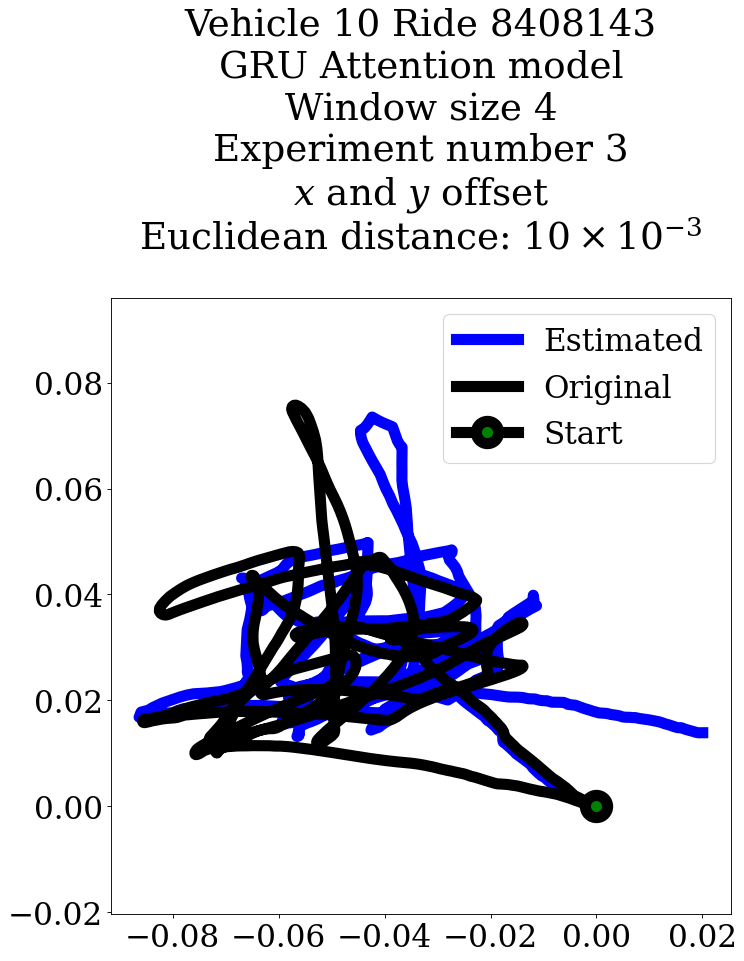 Vehicle 10 Ride 8408143
GRU Attention model
Window size 4
Experiment number 3
x and y offset
Euclidean distance: 10 × 10⁻³
Estimated
Original
Start
0.08
0.06
0.04
0.02
0.00
−0.02
−0.08 −0.06 −0.04 −0.02 0.00 0.02